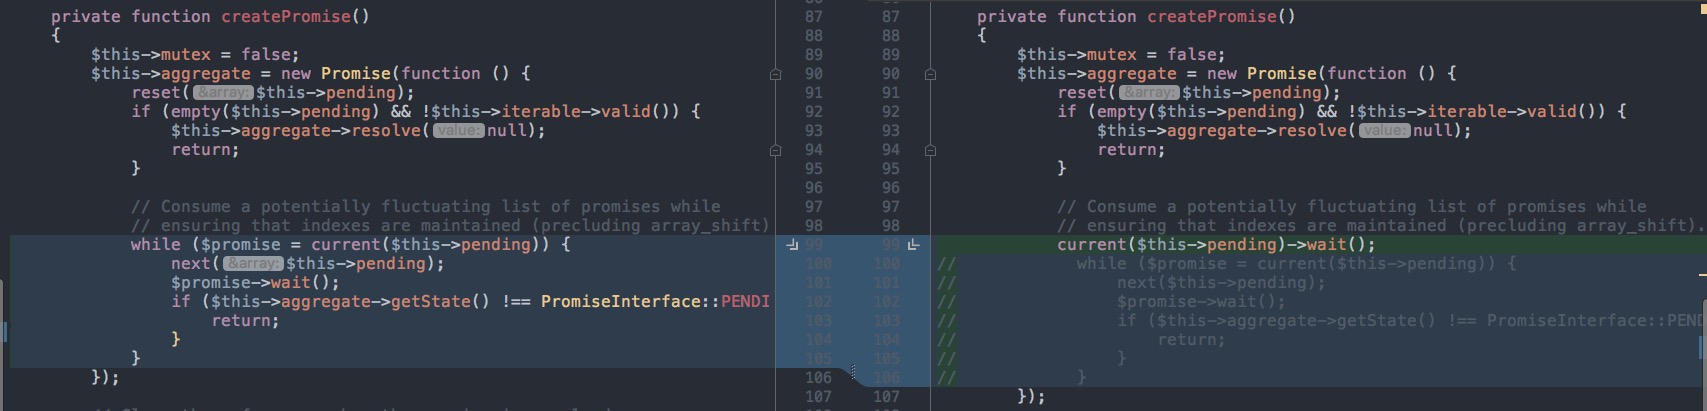 private function createPromise()
{
$this->mutex = false;
$this->aggregate = new Promise(function () {
reset( &array: $this->pending);
if (empty($this->pending) && !$this->iterable->valid()) {
$this->aggregate->resolve( value: null);
return;
}
// Consume a potentially fluctuating list of promises while
// ensuring that indexes are maintained (precluding array_shift)
while ($promise = current($this->pending)) {
next( &array: $this->pending);
$promise->wait();
if ($this->aggregate->getState() !== PromiseInterface::PENDI
return;
}
}
});
87 87
88 88
89 89
90 90
91 91
92 92
93 93
94 94
95 95
96 96
97 97
98 98
99 99
100 100
101 101
102 102
103 103
104 104
105 105
106 106
107 107
private function createPromise()
{
$this->mutex = false;
$this->aggregate = new Promise(function () {
reset( &array: $this->pending);
if (empty($this->pending) && !$this->iterable->valid()) {
$this->aggregate->resolve( value: null);
return;
}
// Consume a potentially fluctuating list of promises while
// ensuring that indexes are maintained (precluding array_shift).
current($this->pending)->wait();
// while ($promise = current($this->pending)) {
// next($this->pending);
// $promise->wait();
// if ($this->aggregate->getState() !== PromiseInterface::PEND
// return;
// }
// }
});